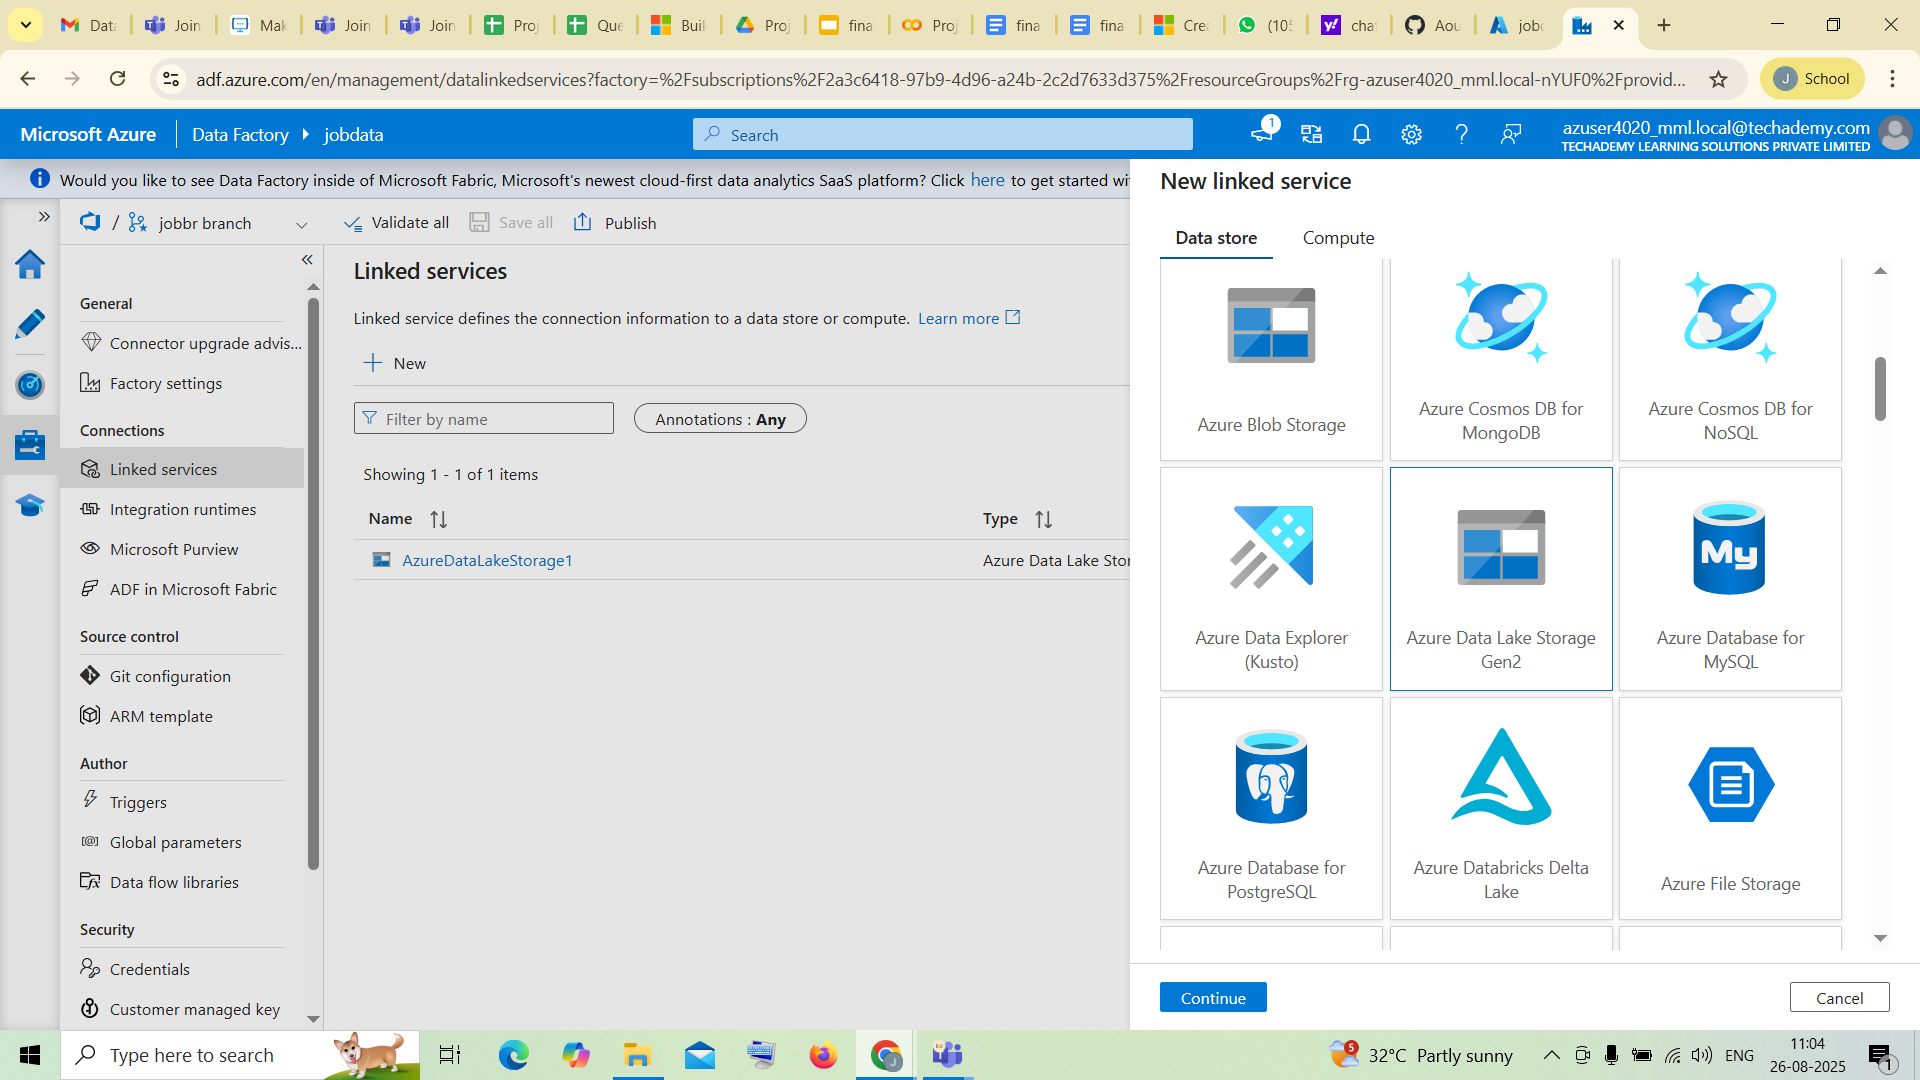 Data
Join
Mak
Join
Join
Proj
Que
Buil
Proj
fina
Proj
fina
fina
Crea
(105
chat
Aou
jobd
adf.azure.com/en/management/datalinkedservices?factory=%2Fsubscriptions%2F2a3c6418-97b9-4d96-a24b-2c2d7633d375%2FresourceGroups%2Frg-azuser4020_mml.local-nYUF0%2Fprovid...
J School
Microsoft Azure
Data Factory
jobdata
Search
1
azuser4020_mml.local@techademy.com
TECHADEMY LEARNING SOLUTIONS PRIVATE LIMITED
Would you like to see Data Factory inside of Microsoft Fabric, Microsoft's newest cloud-first data analytics SaaS platform? Click here to get started wi
/ jobbr branch
Validate all
Save all
Publish
General
Connector upgrade advis...
Factory settings
Connections
Linked services
Integration runtimes
Microsoft Purview
ADF in Microsoft Fabric
Source control
Git configuration
ARM template
Author
Triggers
Global parameters
Data flow libraries
Security
Credentials
Customer managed key
Linked services
Linked service defines the connection information to a data store or compute. Learn more
New
Filter by name
Annotations : Any
Showing 1 - 1 of 1 items
Name
Type
AzureDataLakeStorage1
Azure Data Lake Stor
New linked service
Data store
Compute
Azure Blob Storage
Azure Cosmos DB for
MongoDB
Azure Cosmos DB for
NoSQL
Azure Data Explorer
(Kusto)
Azure Data Lake Storage
Gen2
My
Azure Database for
MySQL
Azure Database for
PostgreSQL
Azure Databricks Delta
Lake
Azure File Storage
Continue
Cancel
Type here to search
5
32°C Partly sunny
ENG
11:04
26-08-2025
1